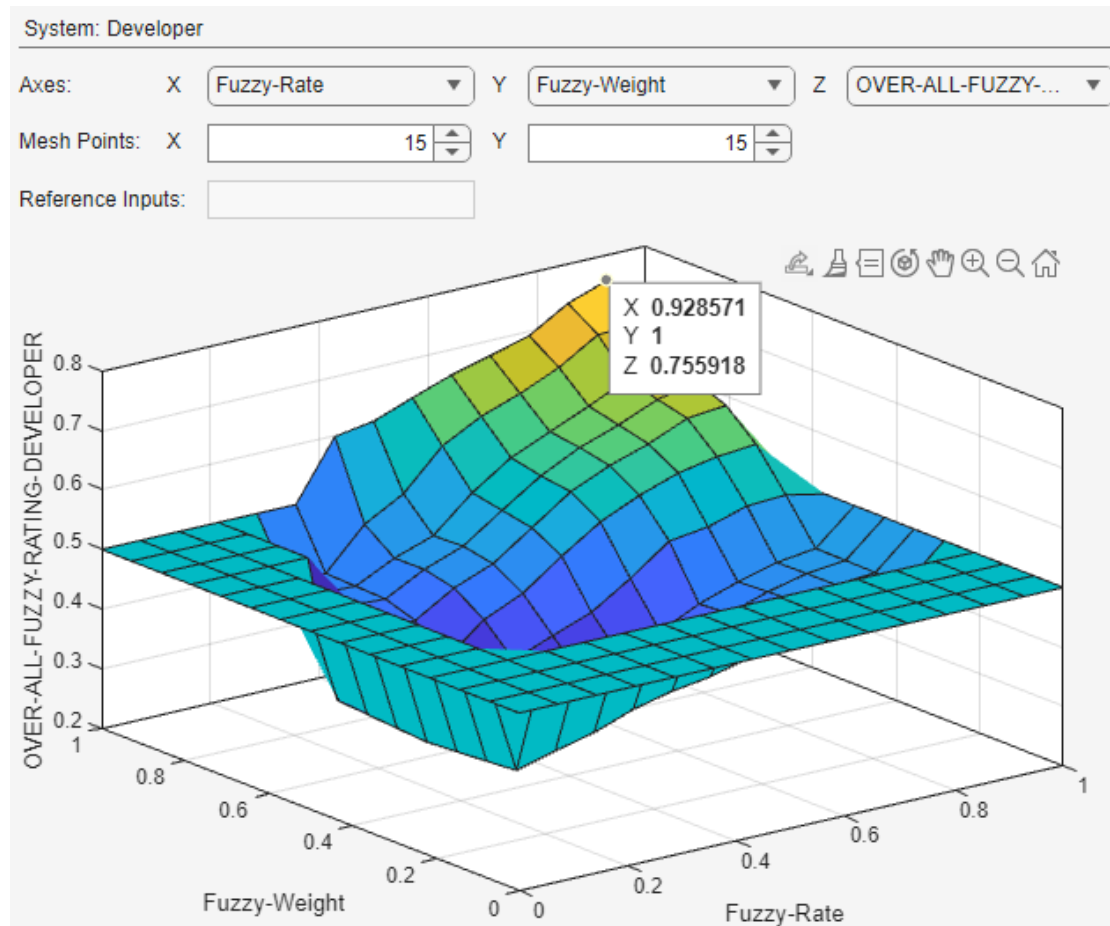 System: Developer
Axes: X Fuzzy-Rate Y Fuzzy-Weight Z OVER-ALL-FUZZY-...
Mesh Points: X 15 Y 15
Reference Inputs:
X 0.928571
Y 1
Z 0.755918
OVER-ALL-FUZZY-RATING-DEVELOPER
0.8
0.7
0.6
0.5
0.4
0.3
0.2
1
0.8
0.6
0.4
0.2
0
Fuzzy-Weight
0
0.2
0.4
0.6
0.8
1
Fuzzy-Rate